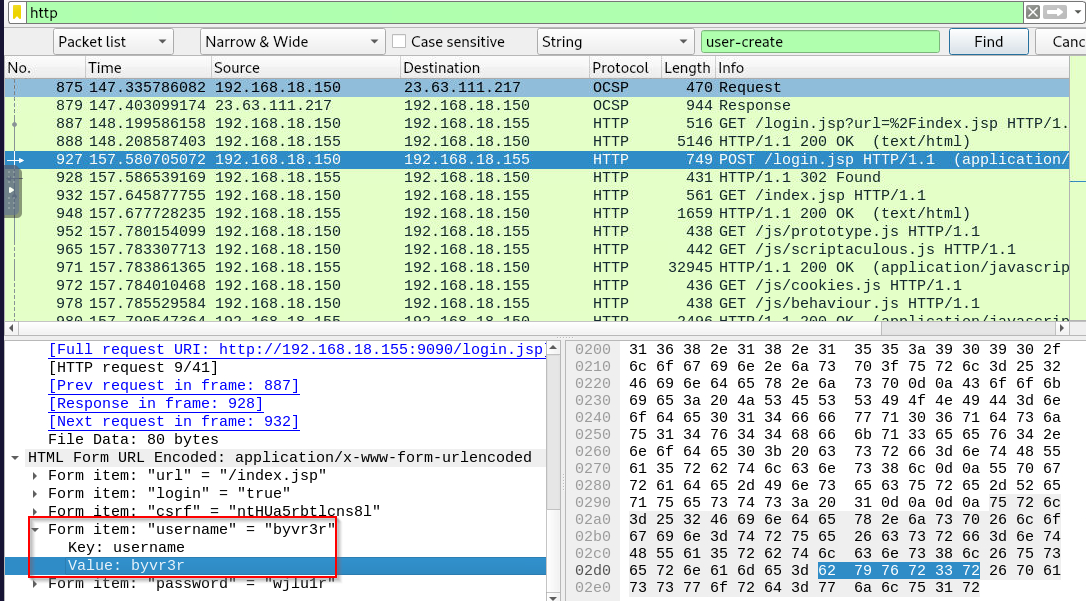 http
Packet list Narrow & Wide Case sensitive String user-create Find Canc
No. Time Source Destination Protocol Length Info
875 147.335786082 192.168.18.150 23.63.111.217 OCSP 470 Request
879 147.403099174 23.63.111.217 192.168.18.150 OCSP 944 Response
887 148.199586158 192.168.18.150 192.168.18.155 HTTP 516 GET /login.jsp?url=%2Findex.jsp HTTP/1.
888 148.208587403 192.168.18.155 192.168.18.150 HTTP 5146 HTTP/1.1 200 OK (text/html)
927 157.580705072 192.168.18.150 192.168.18.155 HTTP 749 POST /login.jsp HTTP/1.1 (application/
928 157.586539169 192.168.18.155 192.168.18.150 HTTP 431 HTTP/1.1 302 Found
932 157.645877755 192.168.18.150 192.168.18.155 HTTP 561 GET /index.jsp HTTP/1.1
948 157.677728235 192.168.18.155 192.168.18.150 HTTP 1659 HTTP/1.1 200 OK (text/html)
952 157.780154099 192.168.18.150 192.168.18.155 HTTP 438 GET /js/prototype.js HTTP/1.1
965 157.783307713 192.168.18.150 192.168.18.155 HTTP 442 GET /js/scriptaculous.js HTTP/1.1
971 157.783861365 192.168.18.155 192.168.18.150 HTTP 32945 HTTP/1.1 200 OK (application/javascrip
972 157.784010468 192.168.18.150 192.168.18.155 HTTP 436 GET /js/cookies.js HTTP/1.1
978 157.785529584 192.168.18.150 192.168.18.155 HTTP 438 GET /js/behaviour.js HTTP/1.1
980 157.790547364 192.168.18.155 192.168.18.150 HTTP 2496 HTTP/1.1 200 OK (application/javascrip
[Full request URI: http://192.168.18.155:9090/login.jsp
[HTTP request 9/41]
[Prev request in frame: 887]
[Response in frame: 928]
[Next request in frame: 932]
File Data: 80 bytes
HTML Form URL Encoded: application/x-www-form-urlencoded
Form item: "url" = "/index.jsp"
Form item: "login" = "true"
Form item: "csrf" = "ntHUa5rbtlcns8l"
Form item: "username" = "byvr3r"
Key: username
Value: byvr3r
Form item: "password" = "wjlu1r"
0200 31 36 38 2e 31 38 2e 31 35 35 3a 39 30 39 30 2f
0210 6c 6f 67 69 6e 2e 6a 73 70 3f 75 72 6c 3d 25 32
0220 46 69 6e 64 65 78 2e 6a 73 70 0d 0a 43 6f 6f 6b
0230 69 65 3a 20 4a 53 45 53 53 49 4f 4e 49 44 3d 6e
0240 6f 64 65 30 31 34 66 66 77 71 30 36 71 64 73 6a
0250 75 31 34 76 34 34 68 66 6b 71 33 65 65 76 34 2e
0260 6e 6f 64 65 30 3b 20 63 73 72 66 3d 6e 74 48 55
0270 61 35 72 62 74 6c 63 6e 73 38 6c 0d 0a 55 70 67
0280 72 61 64 65 2d 49 6e 73 65 63 75 72 65 2d 52 65
0290 71 75 65 73 74 73 3a 20 31 0d 0a 0d 0a 75 72 6c
02a0 3d 25 32 46 69 6e 64 65 78 2e 6a 73 70 26 6c 6f
02b0 67 69 6e 3d 74 72 75 65 26 63 73 72 66 3d 6e 74
02c0 48 55 61 35 72 62 74 6c 63 6e 73 38 6c 26 75 73
02d0 65 72 6e 61 6d 65 3d 62 79 76 72 33 72 26 70 61
02e0 73 73 77 6f 72 64 3d 77 6a 6c 75 31 72